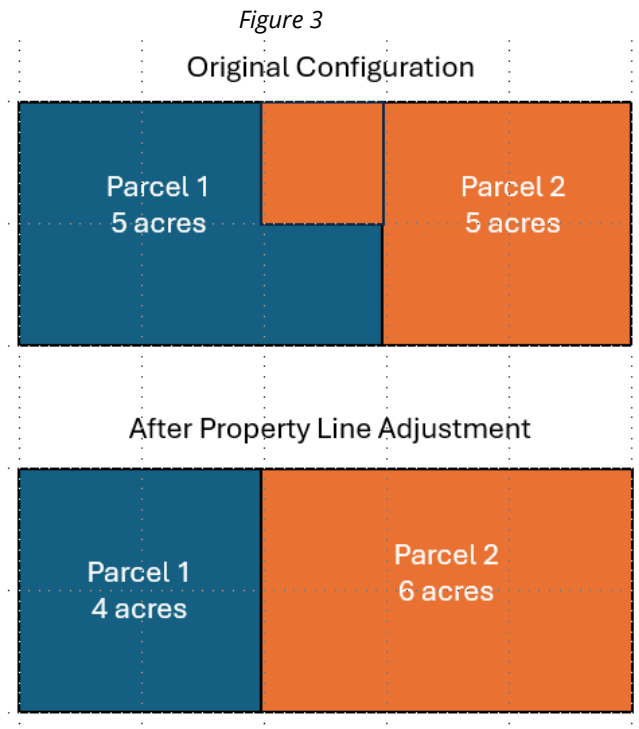 Figure 3
Original Configuration
Parcel 1
5 acres
Parcel 2
5 acres
After Property Line Adjustment
Parcel 1
4 acres
Parcel 2
6 acres